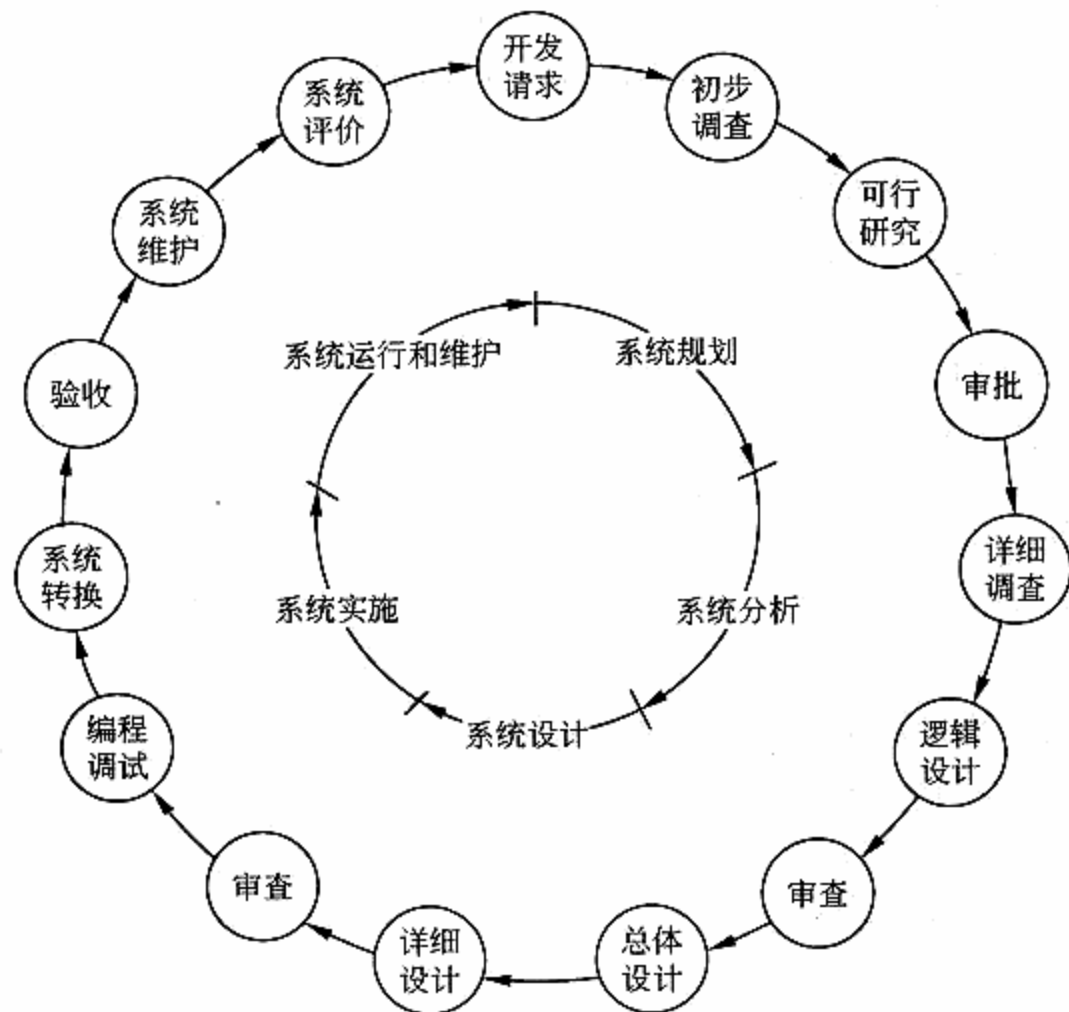 开发
请求
初步
调查
可行
研究
审批
详细
调查
逻辑
设计
审查
总体
设计
详细
设计
审查
编程
调试
系统
转换
验收
系统
维护
系统
评价
系统规划
系统分析
系统设计
系统实施
系统运行和维护